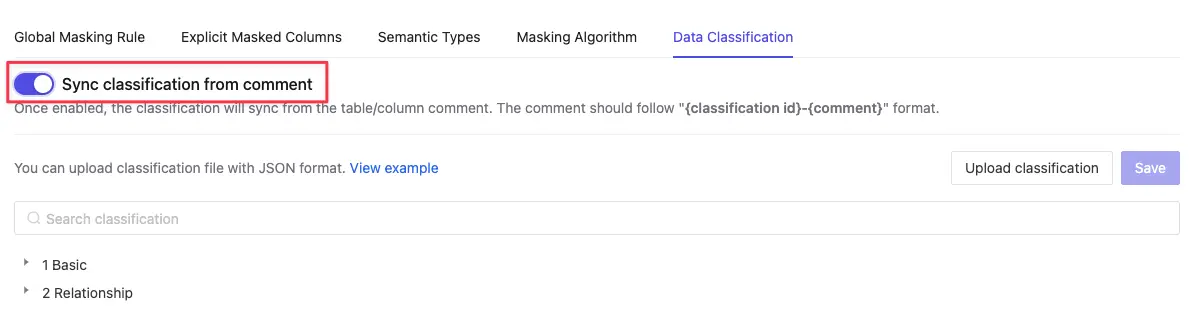 Global Masking Rule Explicit Masked Columns Semantic Types Masking Algorithm Data Classification
Sync classification from comment
Once enabled, the classification will sync from the table/column comment. The comment should follow "{classification id}-{comment}" format.
You can upload classification file with JSON format. View example Upload classification Save
Search classification
1 Basic
2 Relationship